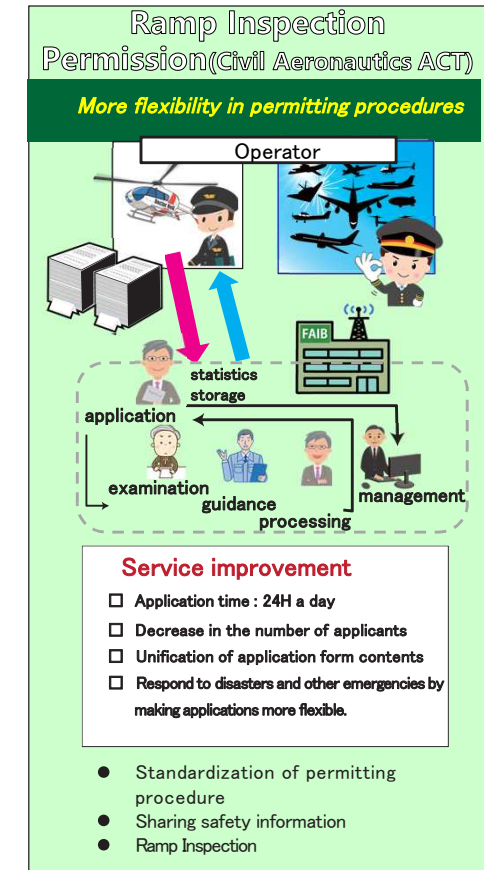 Ramp Inspection
Permission(Civil Aeronautics ACT)
More flexibility in permitting procedures
Operator
FAIB
statistics
storage
application
examination
guidance
processing
management
Service improvement
□ Application time : 24H a day
□ Decrease in the number of applicants
□ Unification of application form contents
□ Respond to disasters and other emergencies by
making applications more flexible.
● Standardization of permitting
procedure
● Sharing safety information
● Ramp Inspection